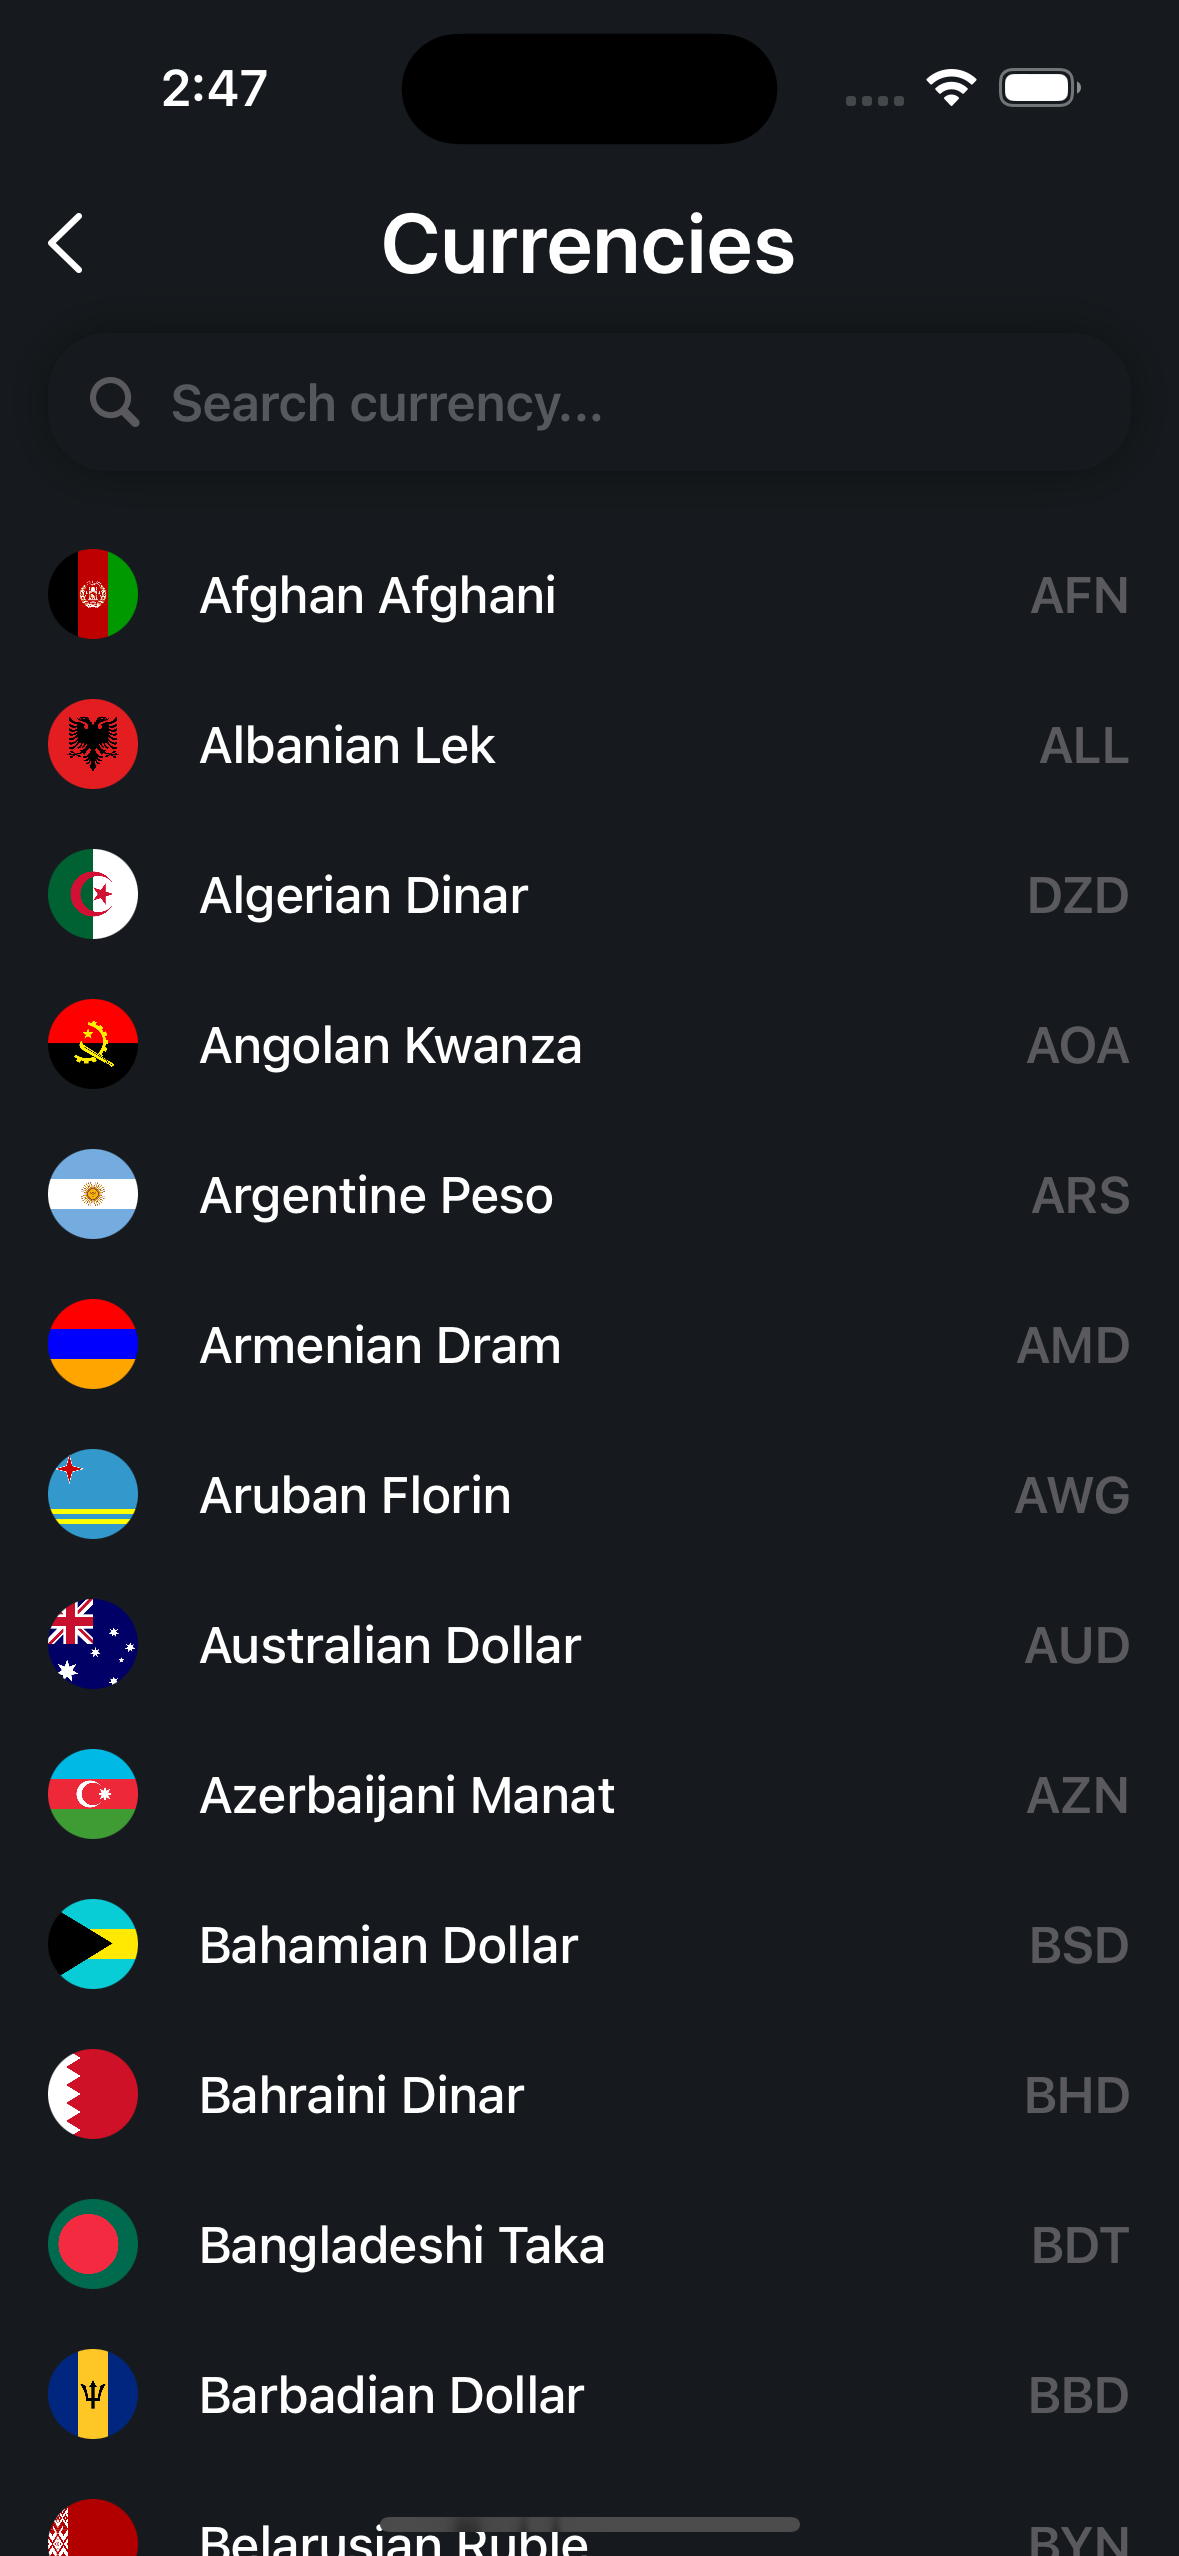 2:47
Currencies
Search currency...
Afghan Afghani AFN
Albanian Lek ALL
Algerian Dinar DZD
Angolan Kwanza AOA
Argentine Peso ARS
Armenian Dram AMD
Aruban Florin AWG
Australian Dollar AUD
Azerbaijani Manat AZN
Bahamian Dollar BSD
Bahraini Dinar BHD
Bangladeshi Taka BDT
Barbadian Dollar BBD
Belarusian Ruble BYN